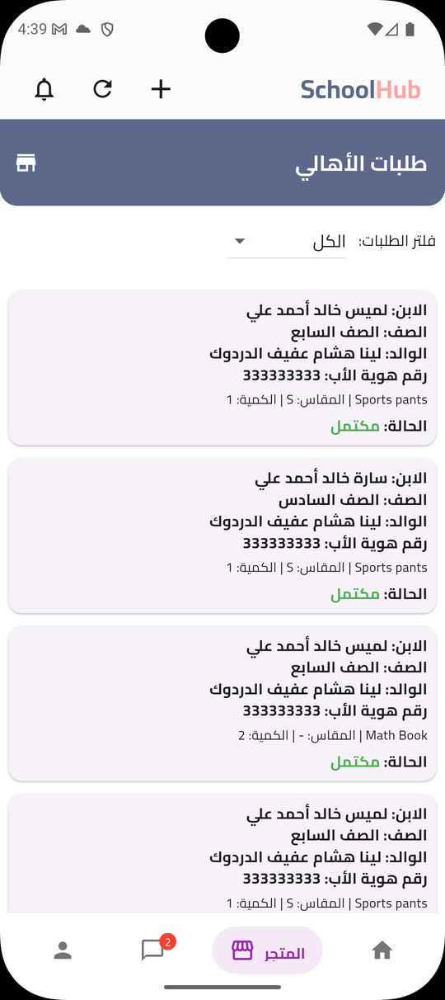 4:39
SchoolHub
طلبات الأهالي
فلتر الطلبات: الكل
الابن: لميس خالد أحمد علي
الصف: الصف السابع
الوالد: لينا هشام عفيف الدردوك
رقم هوية الأب: 333333333
Sports pants | المقاس: S | الكمية: 1
الحالة: مكتمل
الابن: سارة خالد أحمد علي
الصف: الصف السادس
الوالد: لينا هشام عفيف الدردوك
رقم هوية الأب: 333333333
Sports pants | المقاس: S | الكمية: 1
الحالة: مكتمل
الابن: لميس خالد أحمد علي
الصف: الصف السابع
الوالد: لينا هشام عفيف الدردوك
رقم هوية الأب: 333333333
Math Book | المقاس: - | الكمية: 2
الحالة: مكتمل
الابن: لميس خالد أحمد علي
الصف: الصف السابع
الوالد: لينا هشام عفيف الدردوك
رقم هوية الأب: 333333333
Sports pants | المقاس: S | الكمية: 1
المتجر
2